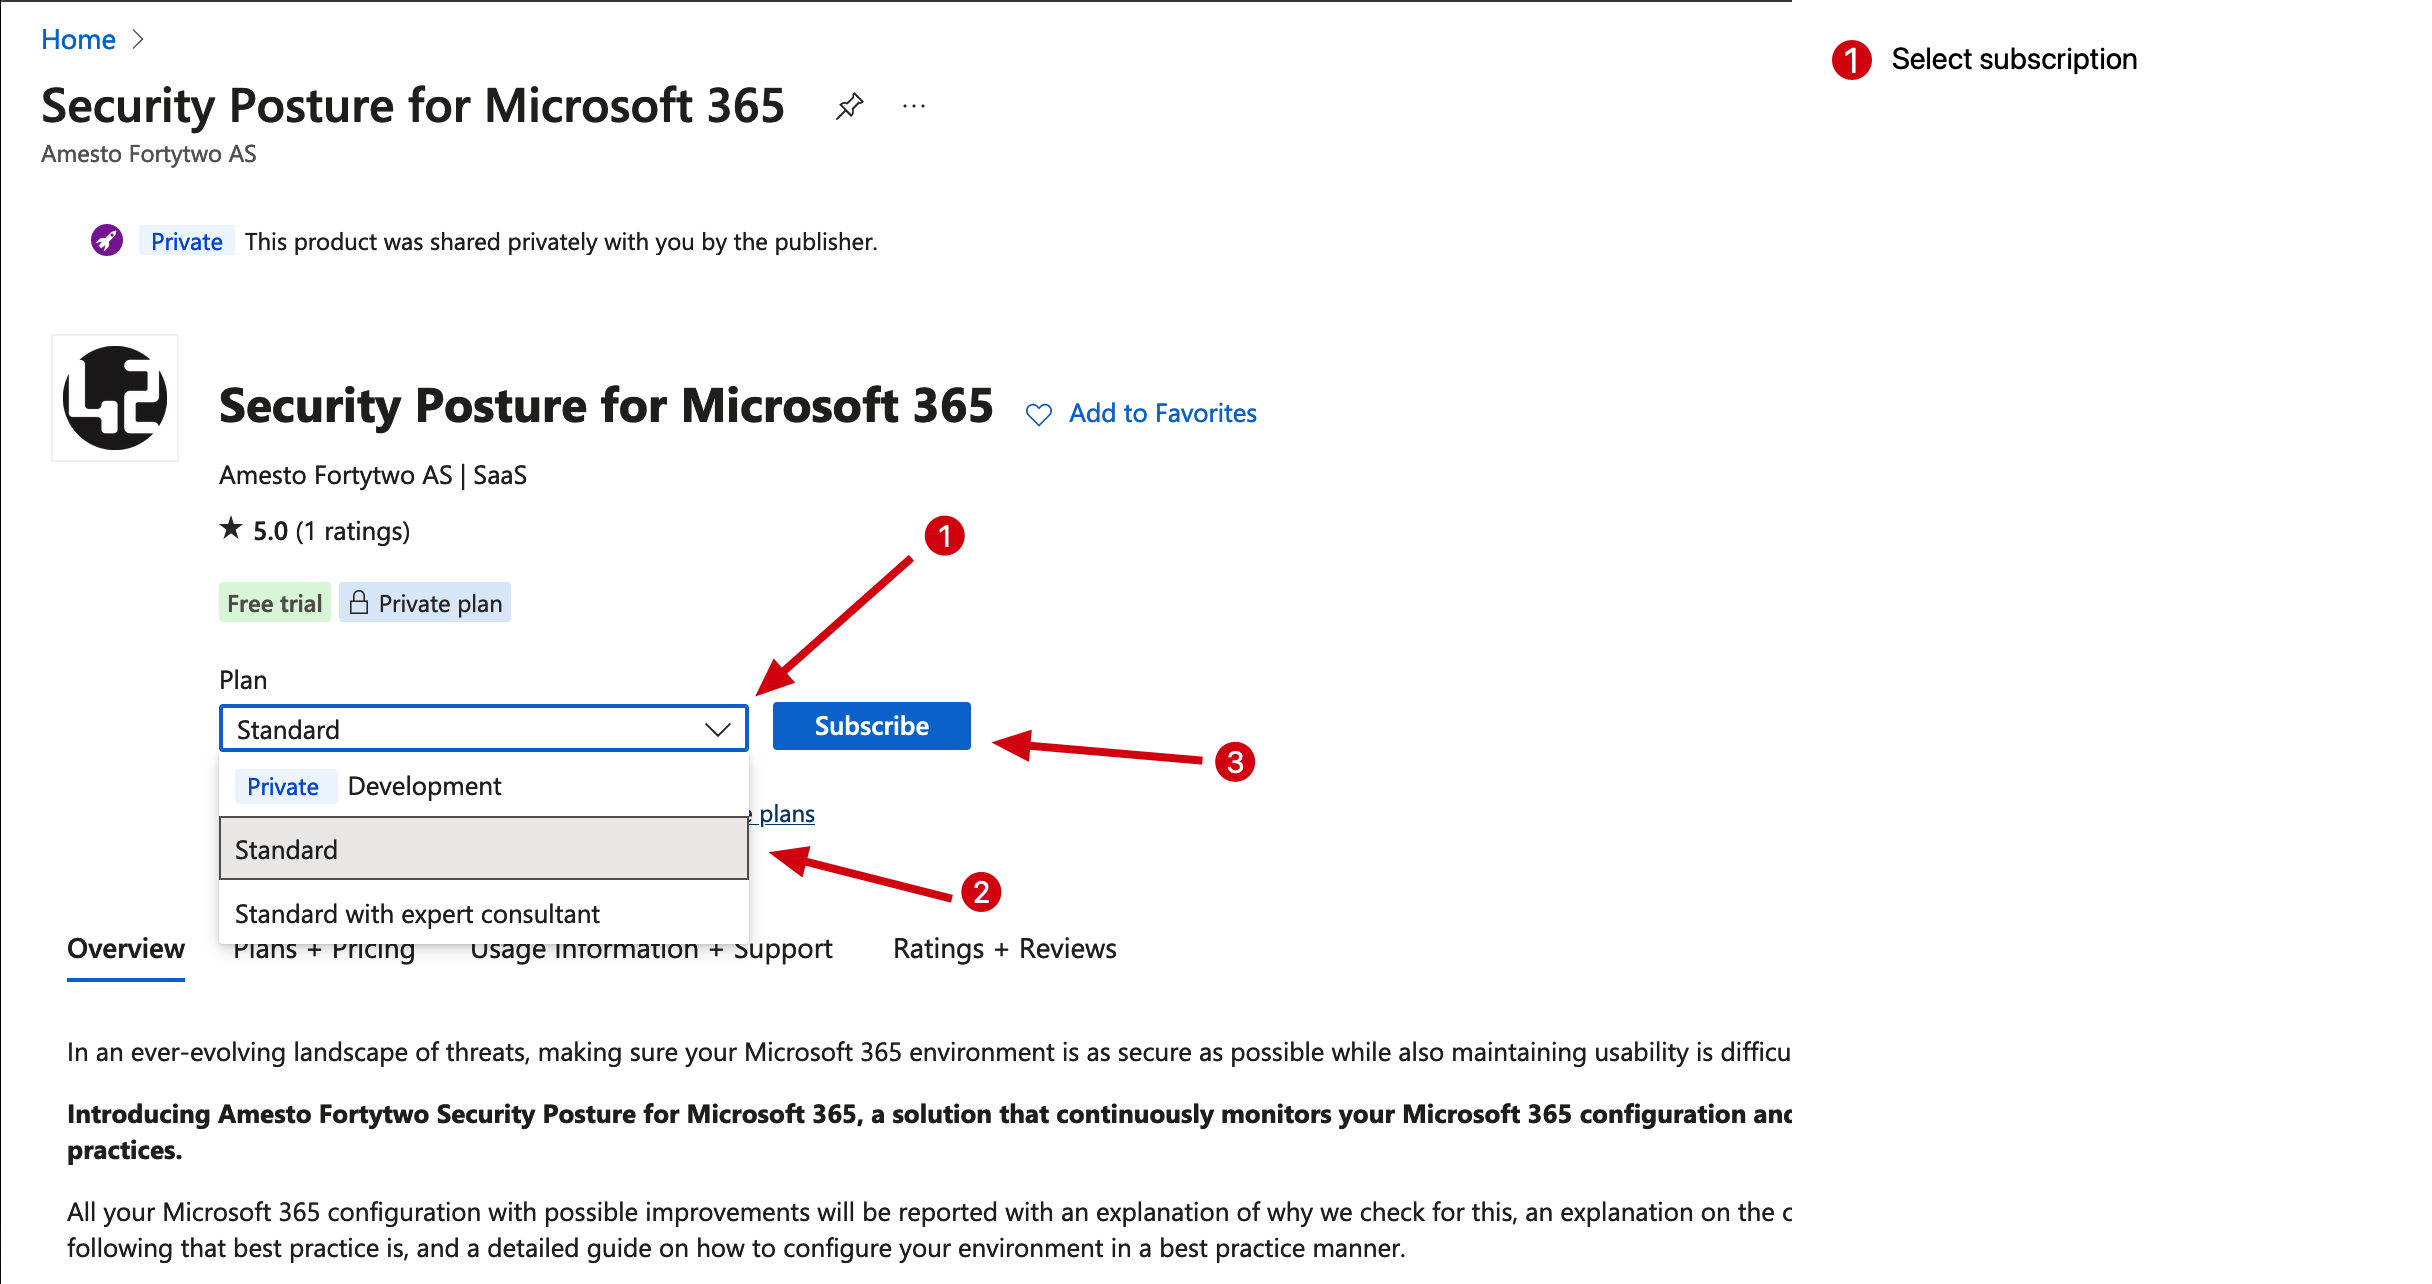 Home
Security Posture for Microsoft 365
Amesto Fortytwo AS
Private This product was shared privately with you by the publisher.
42
Security Posture for Microsoft 365 Add to Favorites
Amesto Fortytwo AS | SaaS
★ 5.0 (1 ratings)
1
Free trial Private plan
Plan
Standard Subscribe
3
Private Development
plans
Standard
2
Standard with expert consultant
Overview Plans + Pricing Usage Information + Support Ratings + Reviews
In an ever-evolving landscape of threats, making sure your Microsoft 365 environment is as secure as possible while also maintaining usability is difficu
Introducing Amesto Fortytwo Security Posture for Microsoft 365, a solution that continuously monitors your Microsoft 365 configuration and
practices.
All your Microsoft 365 configuration with possible improvements will be reported with an explanation of why we check for this, an explanation on the
following that best practice is, and a detailed guide on how to configure your environment in a best practice manner.
1 Select subscription